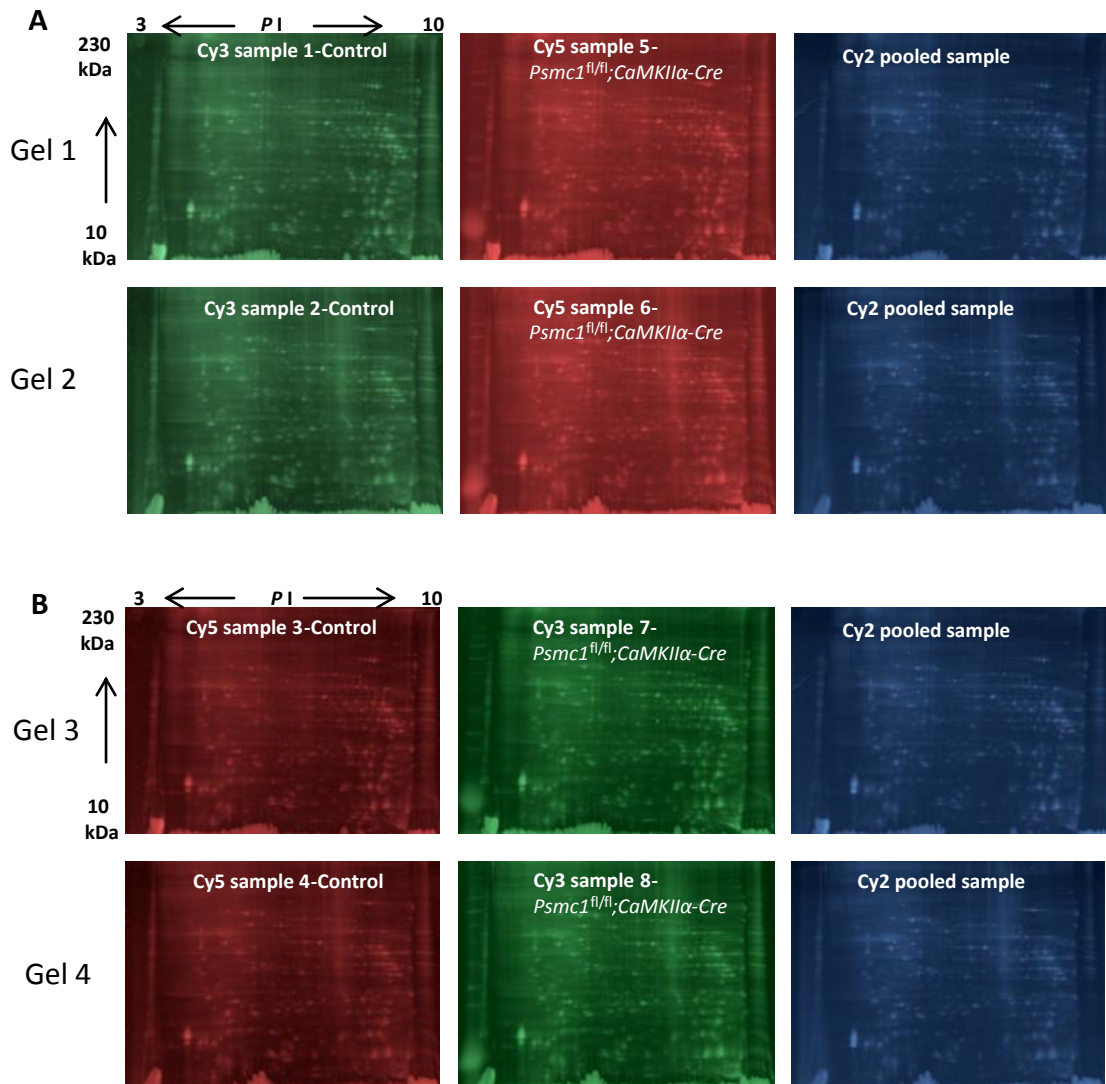 A
3 P I 10
230
kDa
Cy3 sample 1-Control
Cy5 sample 5-
Psmc1fl/fl;CaMKIIα-Cre
Cy2 pooled sample
Gel 1
10
kDa
Cy3 sample 2-Control
Cy5 sample 6-
Psmc1fl/fl;CaMKIIα-Cre
Cy2 pooled sample
Gel 2
B
3 P I 10
230
kDa
Cy5 sample 3-Control
Cy3 sample 7-
Psmc1fl/fl;CaMKIIα-Cre
Cy2 pooled sample
Gel 3
10
kDa
Cy5 sample 4-Control
Cy3 sample 8-
Psmc1fl/fl;CaMKIIα-Cre
Cy2 pooled sample
Gel 4